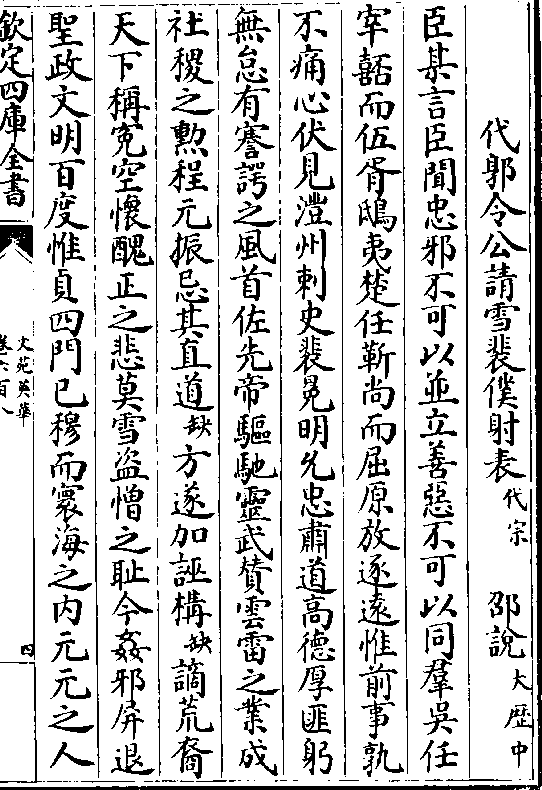 代郭令公請雪裴僕射表代宗 邵說大歴中
臣某言臣聞忠邪不可以並立善惡不可以同羣吳任
宰嚭而伍胥鴟夷楚任靳尚而屈原放逐遠惟前事孰
不痛心伏見澧州刺史裴冕明允忠肅道髙德厚匪躬
無怠有謇諤之風首佐先帝驅馳靈武賛雲雷之業成
社稷之勲程元振忌其直道缺方遂加誣構缺謫荒裔
天下稱寃空懷醜正之悲莫雪盜憎之恥今姦邪屏退
聖政文明百度惟貞四門已穆而寰海之内元元之人
欽定四庫全書
文苑英華
卷六百八
四